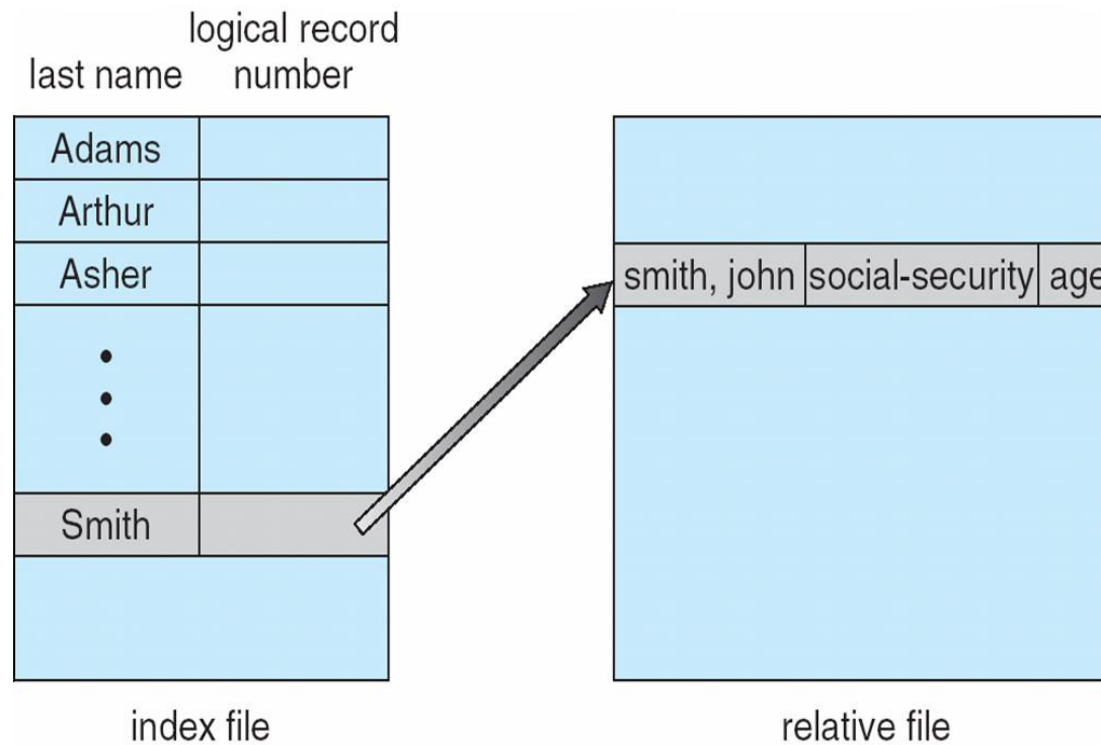 logical record
last name number
Adams
Arthur
Asher
Smith
smith, john social-security age
index file relative file